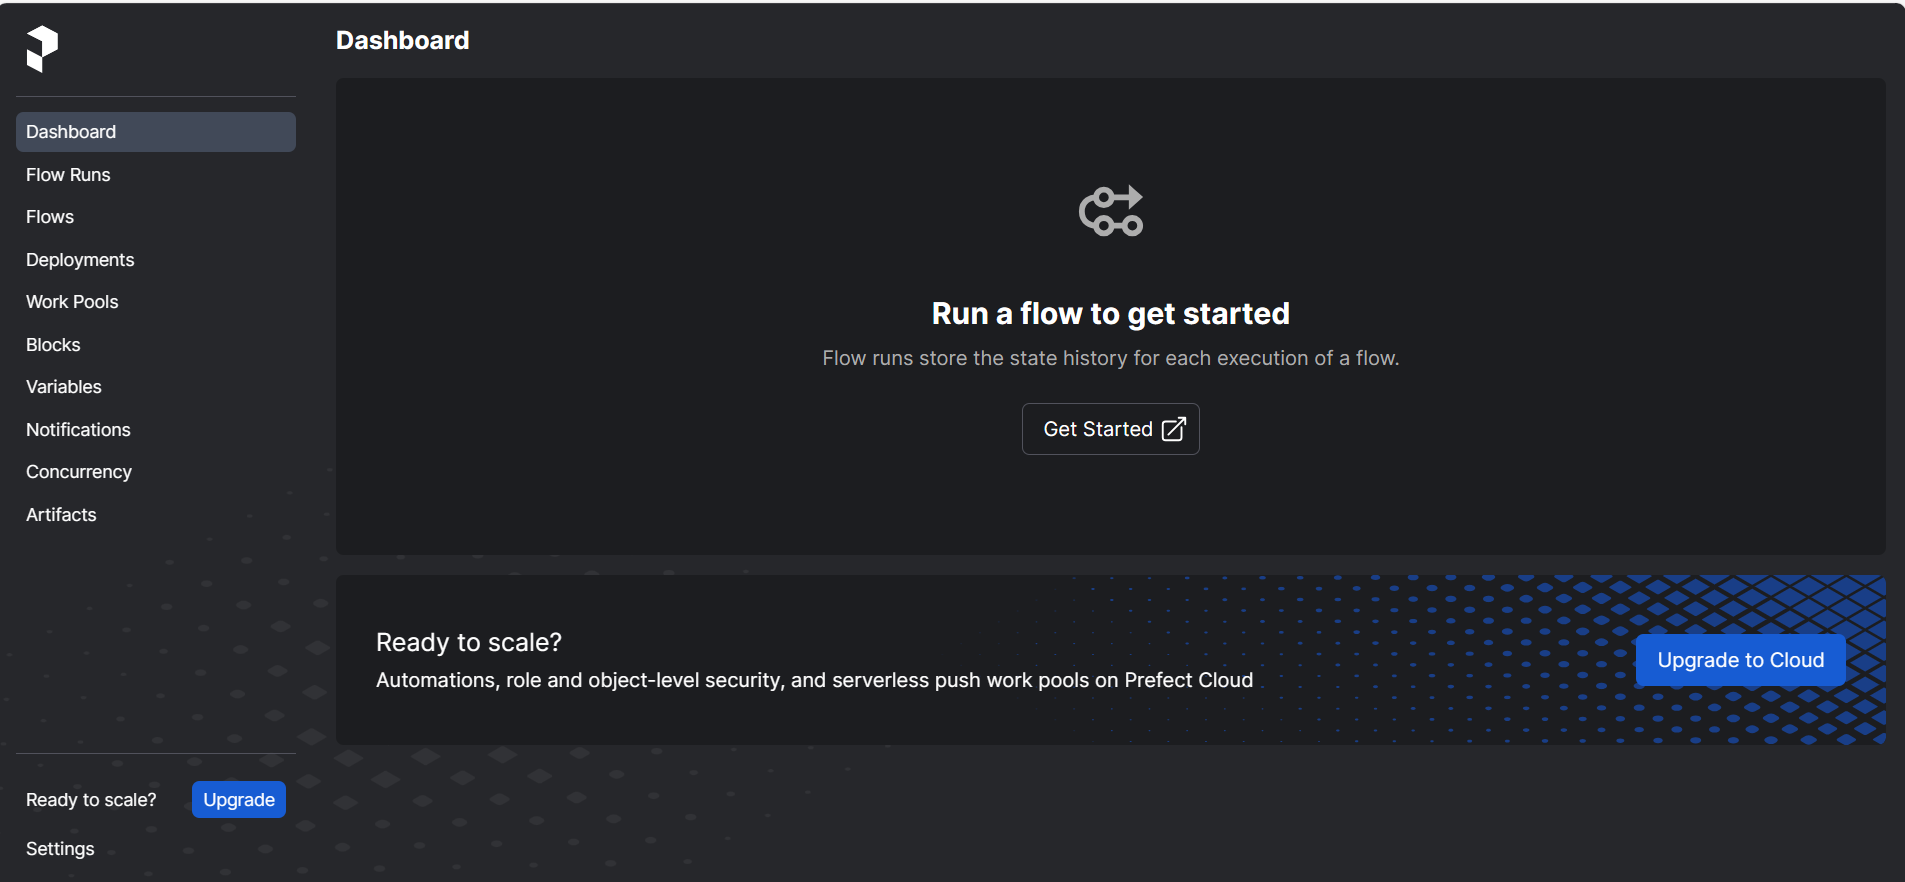 Dashboard
Flow Runs
Flows
Deployments
Work Pools
Blocks
Variables
Notifications
Concurrency
Artifacts
Ready to scale?
Upgrade
Settings
Dashboard
Run a flow to get started
Flow runs store the state history for each execution of a flow.
Get Started
Ready to scale?
Automations, role and object-level security, and serverless push work pools on Prefect Cloud
Upgrade to Cloud